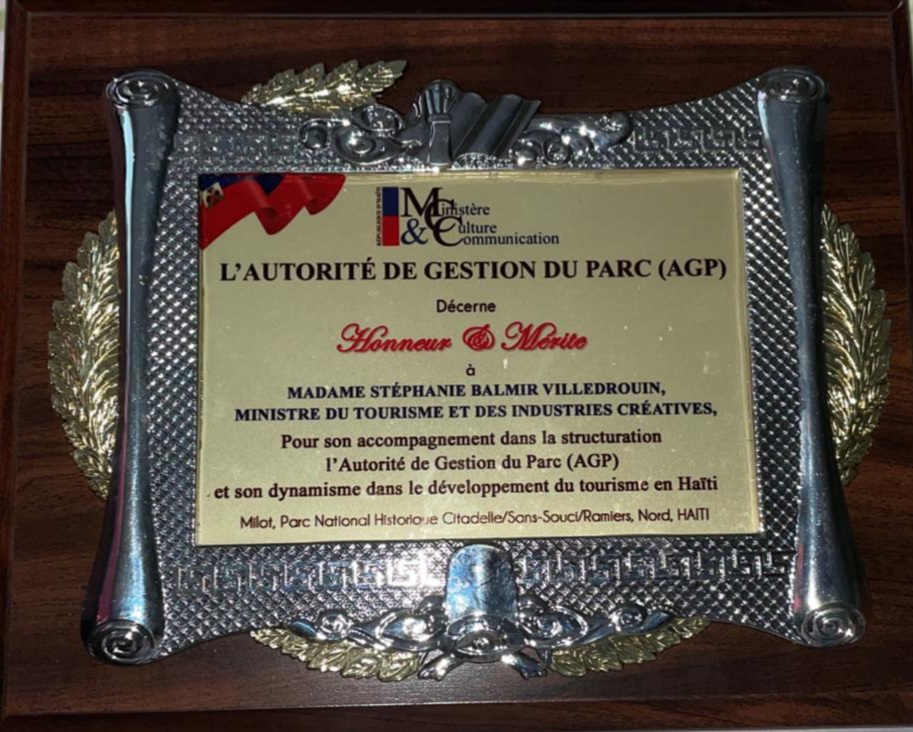 RÉPUBLIQUE D'HAÏTI
Ministère
Culture
& Communication
L'AUTORITÉ DE GESTION DU PARC (AGP)
Décerne
Honneur & Mérite
à
MADAME STÉPHANIE BALMIR VILLEDROUIN,
MINISTRE DU TOURISME ET DES INDUSTRIES CRÉATIVES,
Pour son accompagnement dans la structuration
l'Autorité de Gestion du Parc (AGP)
et son dynamisme dans le développement du tourisme en Haïti
Milot, Parc National Historique Citadelle/Sans-Souci/Ramiers, Nord, HAITI